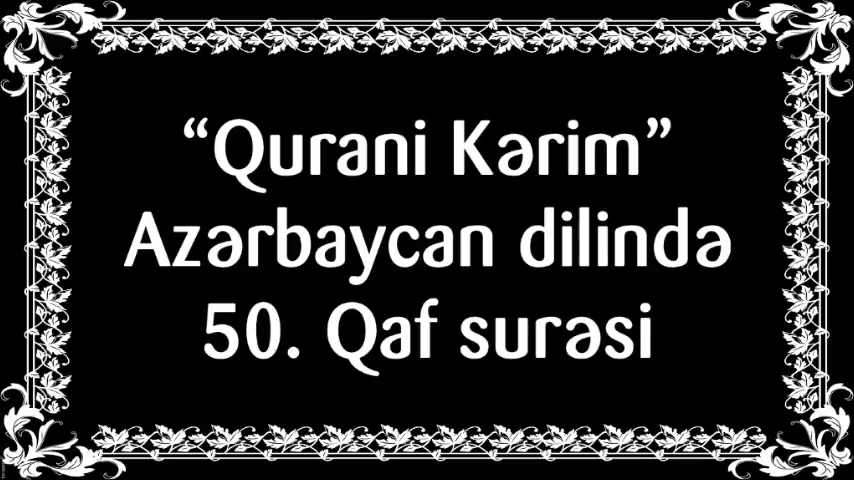 “Qurani Kərim”
Azərbaycan dilində
50. Qaf surəsi